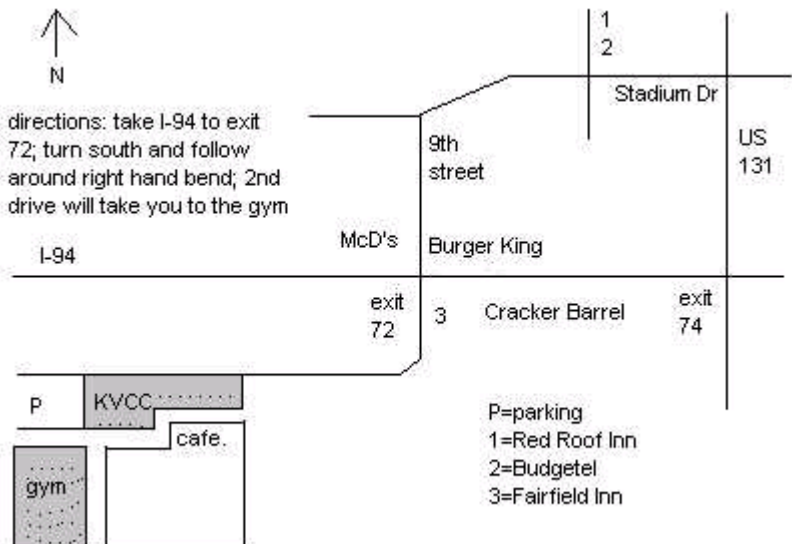 N
directions: take I-94 to exit
72; turn south and follow
around right hand bend; 2nd
drive will take you to the gym
1
2
Stadium Dr
US
131
9th
street
McD's
Burger King
I-94
exit
72
3
Cracker Barrel
exit
74
P
KVCC
cafe.
gym
P=parking
1=Red Roof Inn
2=Budgetel
3=Fairfield Inn